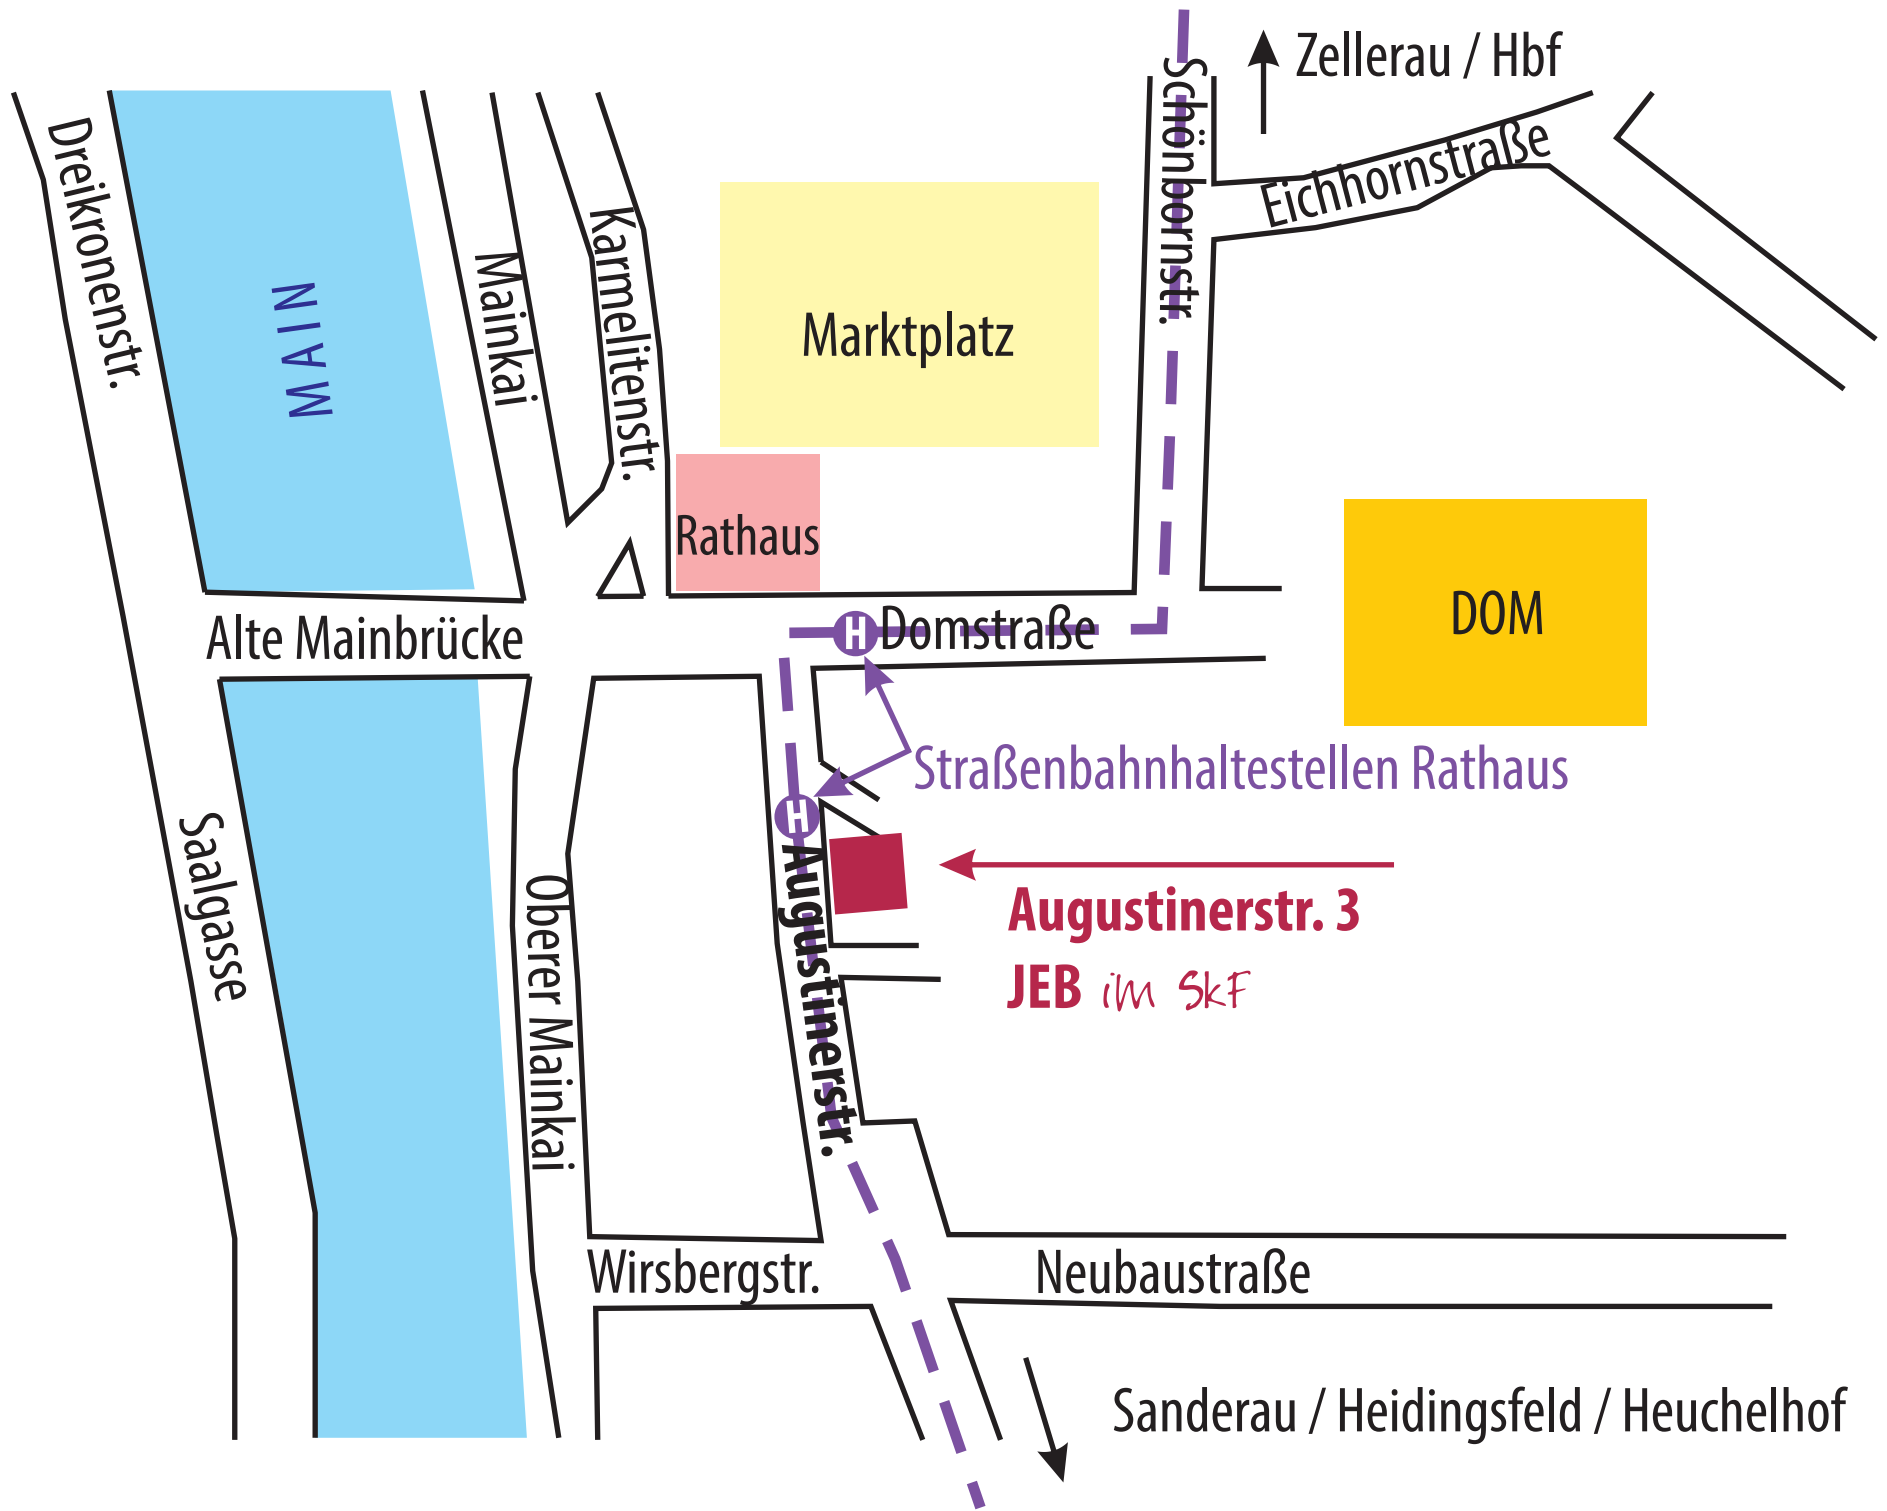 Zellerau / Hbf
Schönbornstr.
Eichhornstraße
Dreikronenstr.
MAIN
Mainkai
Karmelitenstr.
Marktplatz
Rathaus
DOM
Alte Mainbrücke
H
Domstraße
Straßenbahnhaltestellen Rathaus
H
Saalgasse
Oberer Mainkai
Augustinerstr.
Augustinerstr. 3
JEB im SkF
Wirsbergstr.
Neubaustraße
Sanderau / Heidingsfeld / Heuchelhof